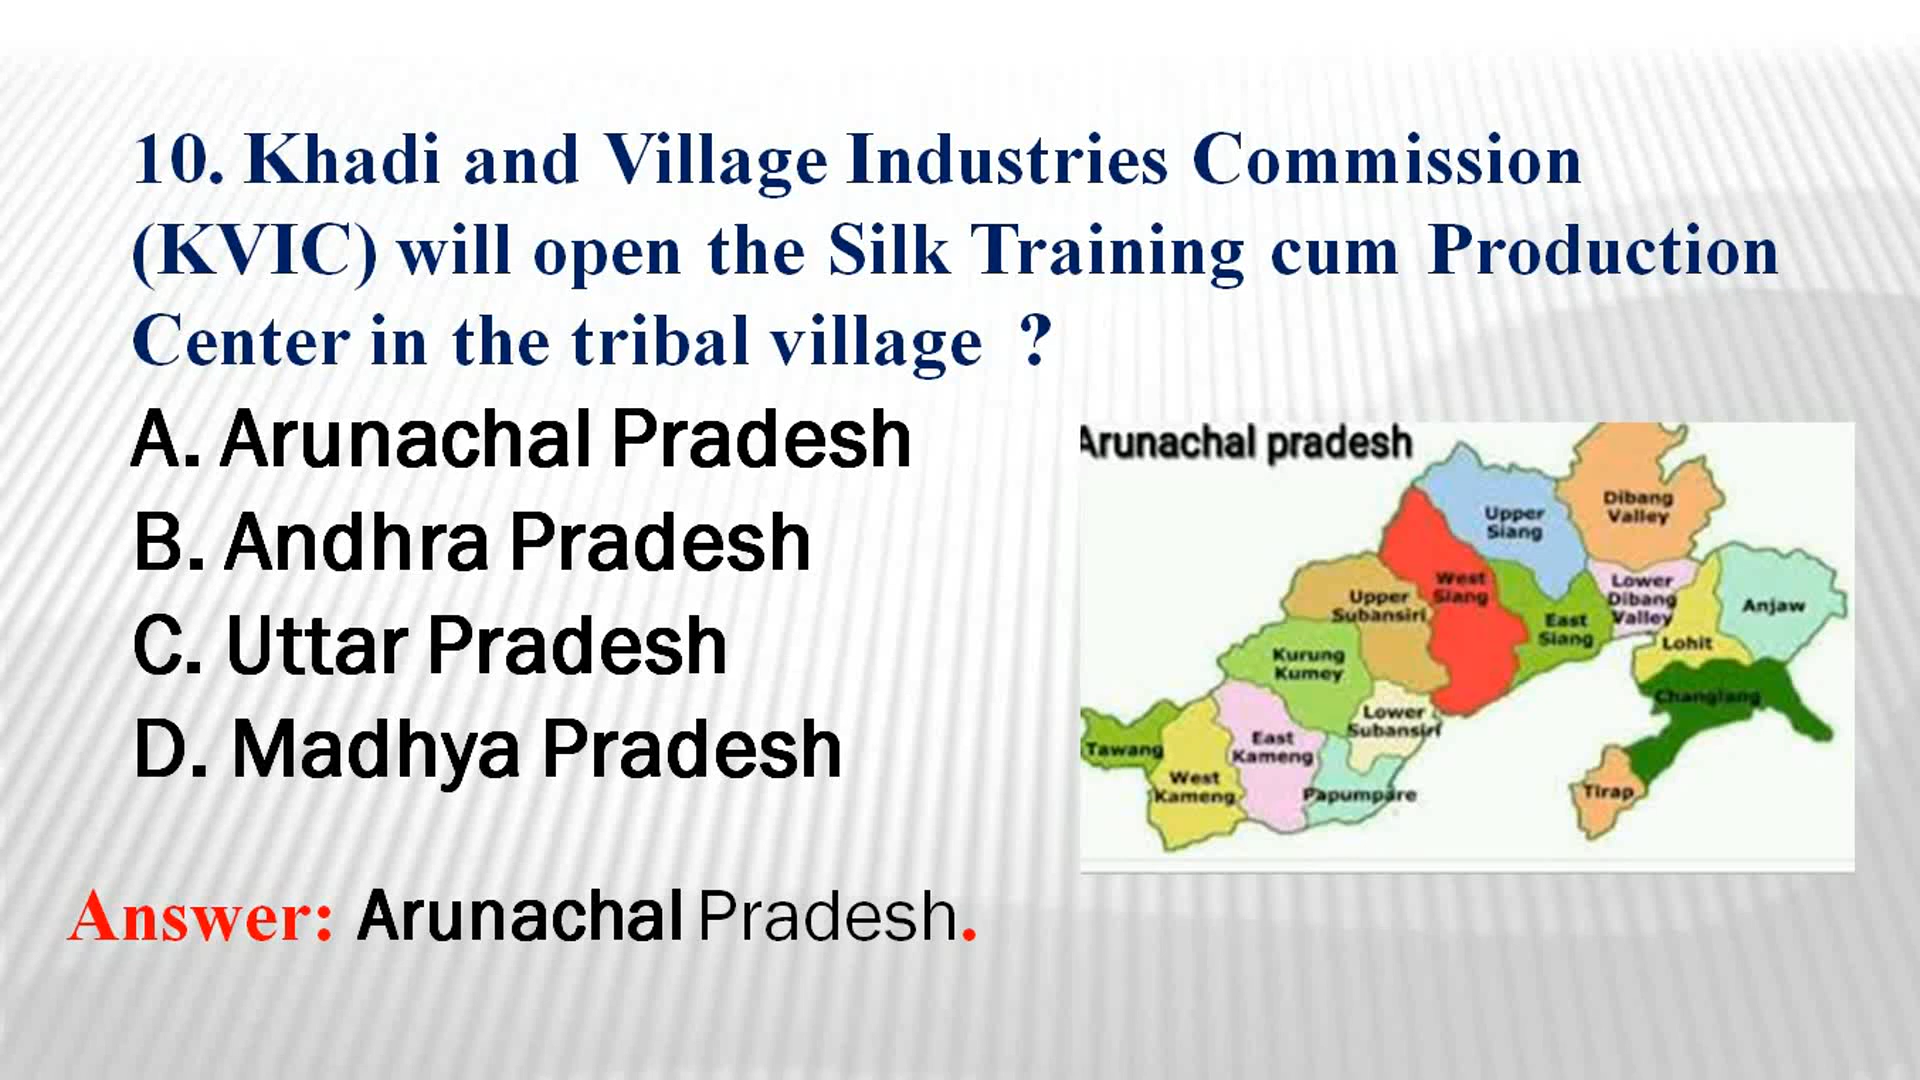 10. Khadi and Village Industries Commission
(KVIC) will open the Silk Training cum Production
Center in the tribal village ?
A. Arunachal Pradesh
B. Andhra Pradesh
C. Uttar Pradesh
D. Madhya Pradesh
Answer: Arunachal Pradesh.
Arunachal pradesh
Dibang
Valley
Upper
Siang
West
Siang
Upper
Subansiri
Lower
Dibang
Valley
Anjaw
East
Siang
Lohit
Kurung
Kumey
Changlang
Lower
Subansiri
Tawang
East
Kameng
West
Kameng
Papumpare
Tirap